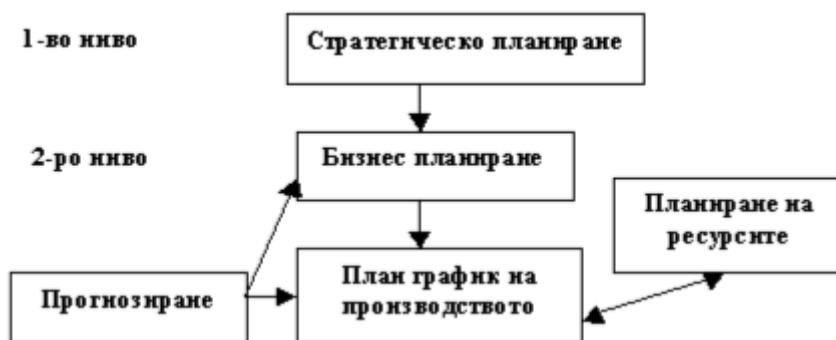 1-во ниво
Стратегическо планиране
2-ро ниво
Бизнес планиране
Планиране на
ресурсите
Прогнозиране
План график на
производството